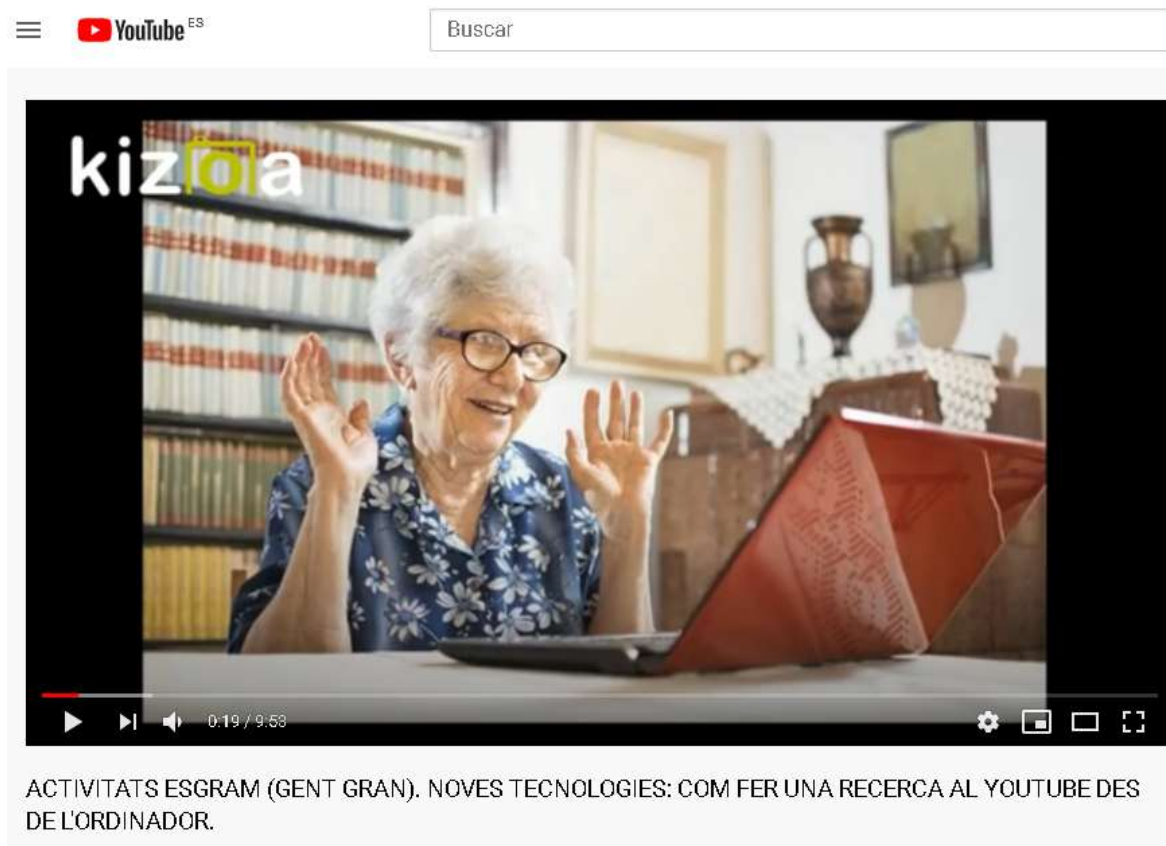 YouTube ES
Buscar
kizoa
0:19 / 9:53
ACTIVITATS ESGRAM (GENT GRAN). NOVES TECNOLOGIES: COM FER UNA RECERCA AL YOUTUBE DES
DE L'ORDINADOR.